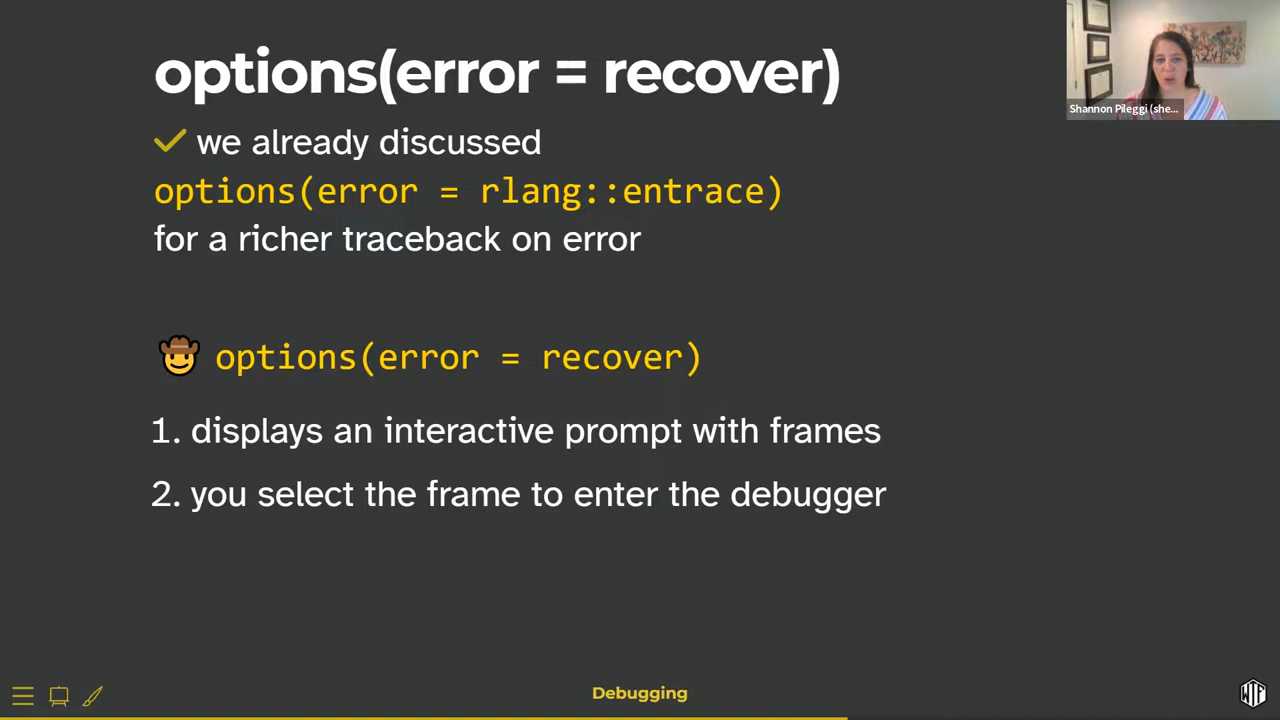 options(error = recover)
Shannon Pileggi (she...
we already discussed
options(error = rlang::entrace)
for a richer traceback on error
options(error = recover)
1. displays an interactive prompt with frames
2. you select the frame to enter the debugger
Debugging
WTF